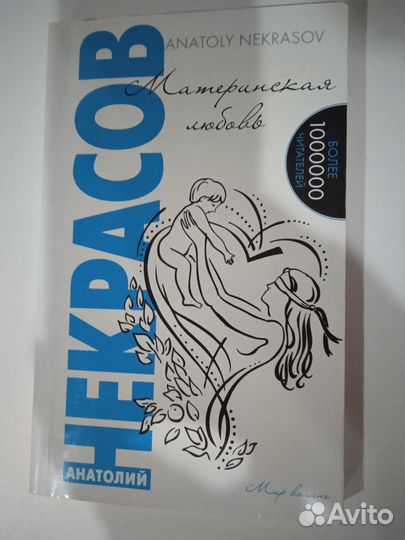 ANATOLY NEKRASOV
Материнская
любовь
БОЛЕЕ
1000000
ЧИТАТЕЛЕЙ
НЕКРАСОВ
АНАТОЛИЙ
Мир во мне
Avito